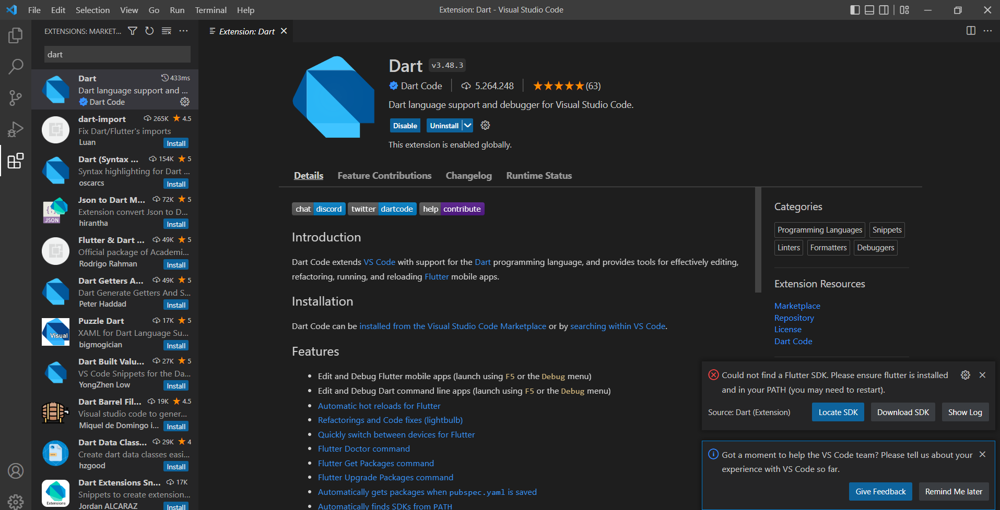 File Edit Selection View Go Run Terminal Help
Extension: Dart - Visual Studio Code
EXTENSIONS: MARKET...
dart
Dart 433ms
Dart language support and ...
Dart Code
dart-import 265K 4.5
Fix Dart/Flutter's imports
Luan
Install
Dart (Syntax ... 154K 5
Syntax highlighting for Dart ...
oscarcs
Install
Json to Dart M... 72K 5
Extension convert Json to D...
hirantha
Install
JSON
Flutter & Dart ... 49K 5
Official package of Academi...
Rodrigo Rahman
Install
Dart Getters A... 49K 5
Dart Generate Getters And S...
Peter Haddad
Install
Puzzle Dart 17K 5
XAML for Dart Language Su...
bigmogician
Install
Visual
Dart Built Valu... 27K 5
VS Code Snippets for the Da...
YongZhen Low
Install
Dart Barrel Fil... 19K 4.5
Visual studio code to gener...
Miquel de Domingo i...
Install
Dart Data Class... 29K 4
Create dart data classes easi...
hzgood
Install
Dart Extensions Sn... 17K
Snippets to create extension...
Jordan ALCARAZ
Install
Extensions
Extension: Dart
Dart v3.48.3
Dart Code 5.264.248 (63)
Dart language support and debugger for Visual Studio Code.
Disable Uninstall
This extension is enabled globally.
Details Feature Contributions Changelog Runtime Status
chat discord twitter dartcode help contribute
Introduction
Dart Code extends VS Code with support for the Dart programming language, and provides tools for effectively editing,
refactoring, running, and reloading Flutter mobile apps.
Installation
Dart Code can be installed from the Visual Studio Code Marketplace or by searching within VS Code.
Features
• Edit and Debug Flutter mobile apps (launch using F5 or the Debug menu)
• Edit and Debug Dart command line apps (launch using F5 or the Debug menu)
• Automatic hot reloads for Flutter
• Refactorings and Code fixes (lightbulb)
• Quickly switch between devices for Flutter
• Flutter Doctor command
• Flutter Get Packages command
• Flutter Upgrade Packages command
• Automatically gets packages when pubspec.yaml is saved
• Automatically finds SDKs from PATH
Categories
Programming Languages Snippets
Linters Formatters Debuggers
Extension Resources
Marketplace
Repository
License
Dart Code
Could not find a Flutter SDK. Please ensure flutter is installed
and in your PATH (you may need to restart).
Source: Dart (Extension) Locate SDK Download SDK Show Log
Got a moment to help the VS Code team? Please tell us about your
experience with VS Code so far.
Give Feedback Remind Me later